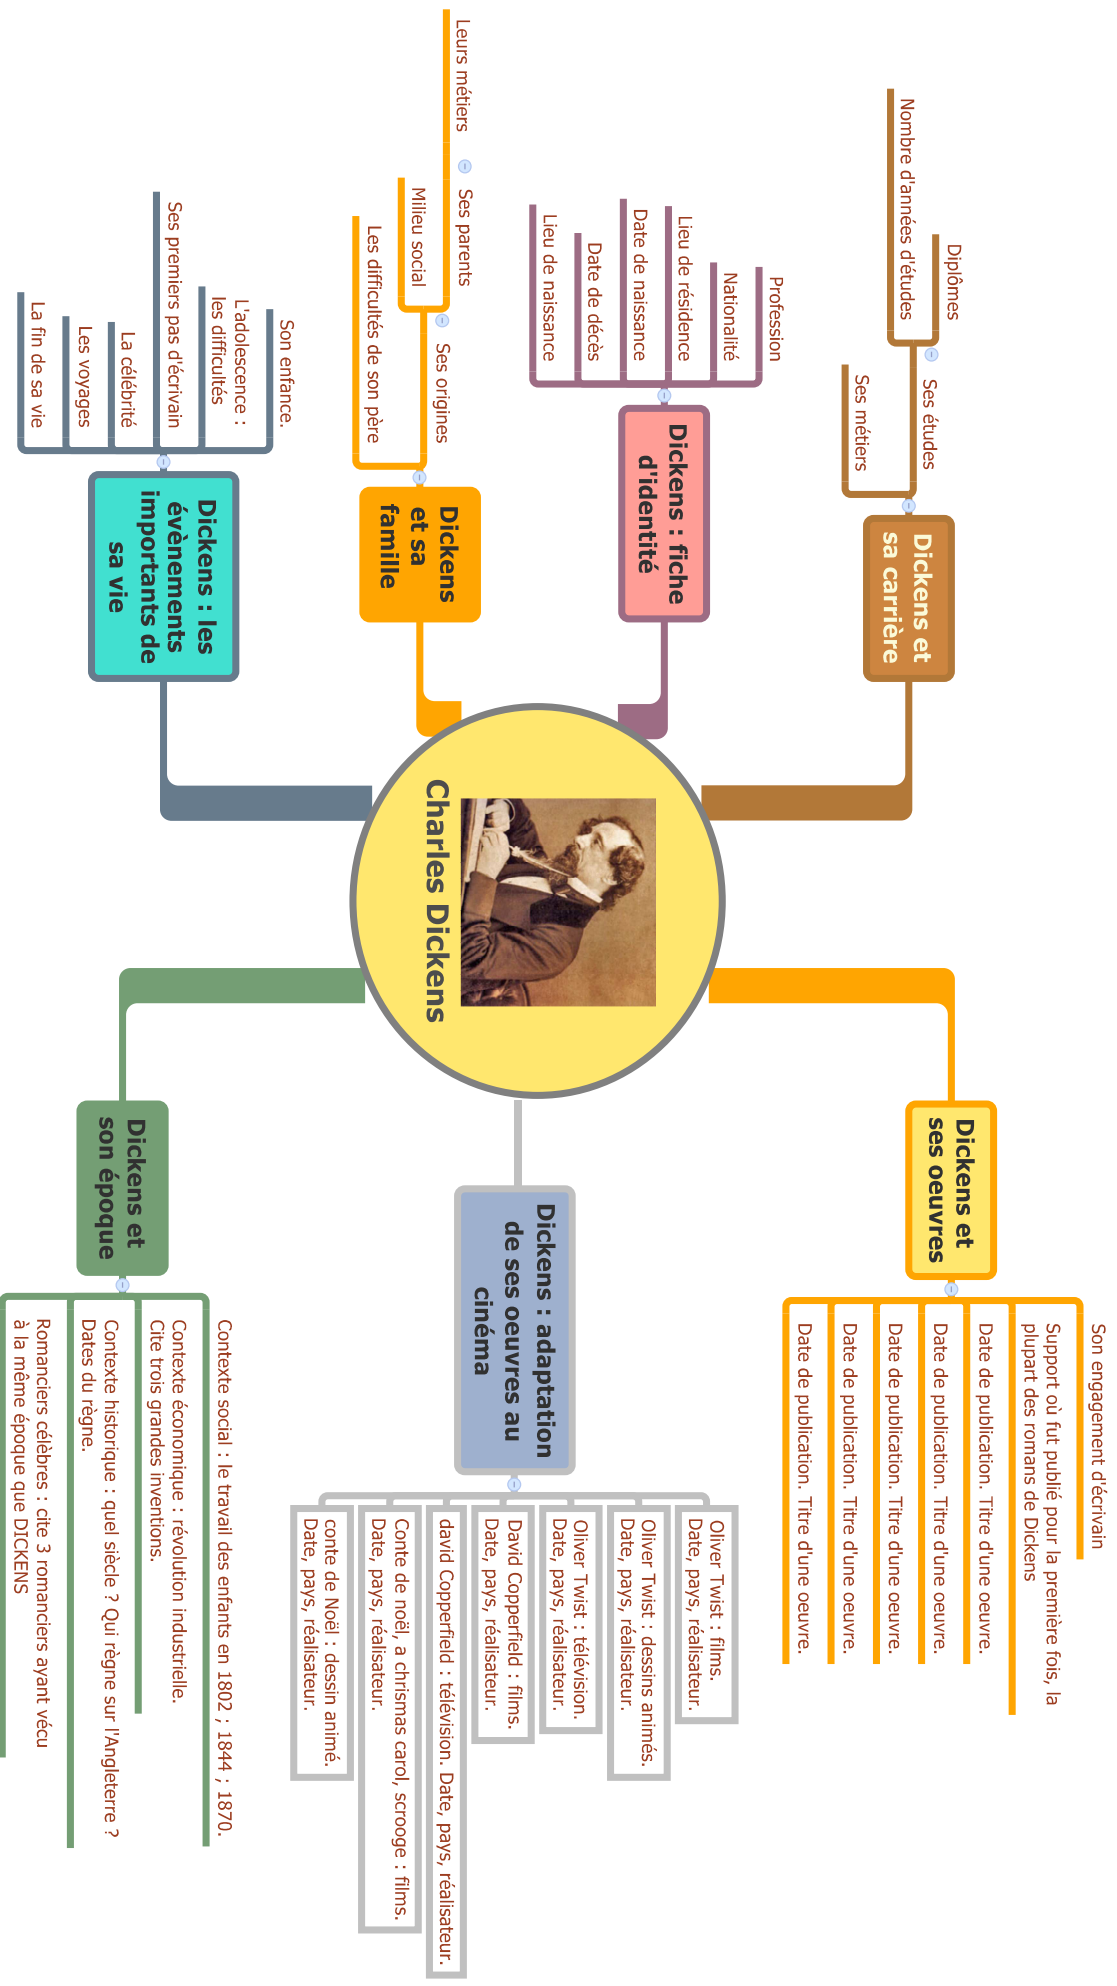 Charles Dickens
Dickens et
sa carrière
Ses études
Diplômes
Nombre d'années d'études
Ses métiers
Dickens : fiche
d'identité
Profession
Nationalité
Lieu de résidence
Date de naissance
Date de décès
Lieu de naissance
Dickens
et sa
famille
Ses origines
Ses parents
Leurs métiers
Milieu social
Les difficultés de son père
Dickens : les
évènements
importants de
sa vie
Son enfance.
L'adolescence :
les difficultés
Ses premiers pas d'écrivain
La célébrité
Les voyages
La fin de sa vie
Dickens et
ses oeuvres
Son engagement d'écrivain
Support où fut publié pour la première fois, la
plupart des romans de Dickens
Date de publication. Titre d'une oeuvre.
Date de publication. Titre d'une oeuvre.
Date de publication. Titre d'une oeuvre.
Date de publication. Titre d'une oeuvre.
Date de publication. Titre d'une oeuvre.
Dickens : adaptation
de ses oeuvres au
cinéma
Oliver Twist : films.
Date, pays, réalisateur.
Oliver Twist : dessins animés.
Date, pays, réalisateur.
Oliver Twist : télévision.
Date, pays, réalisateur.
David Copperfield : films.
Date, pays, réalisateur.
david Copperfield : télévision. Date, pays, réalisateur.
Conte de noël, a chrismas carol, scrooge : films.
Date, pays, réalisateur.
conte de Noël : dessin animé.
Date, pays, réalisateur.
Dickens et
son époque
Contexte social : le travail des enfants en 1802 ; 1844 ; 1870.
Contexte économique : révolution industrielle.
Cite trois grandes inventions.
Contexte historique : quel siècle ? Qui règne sur l'Angleterre ?
Dates du règne.
Romanciers célèbres : cite 3 romanciers ayant vécu
à la même époque que DICKENS